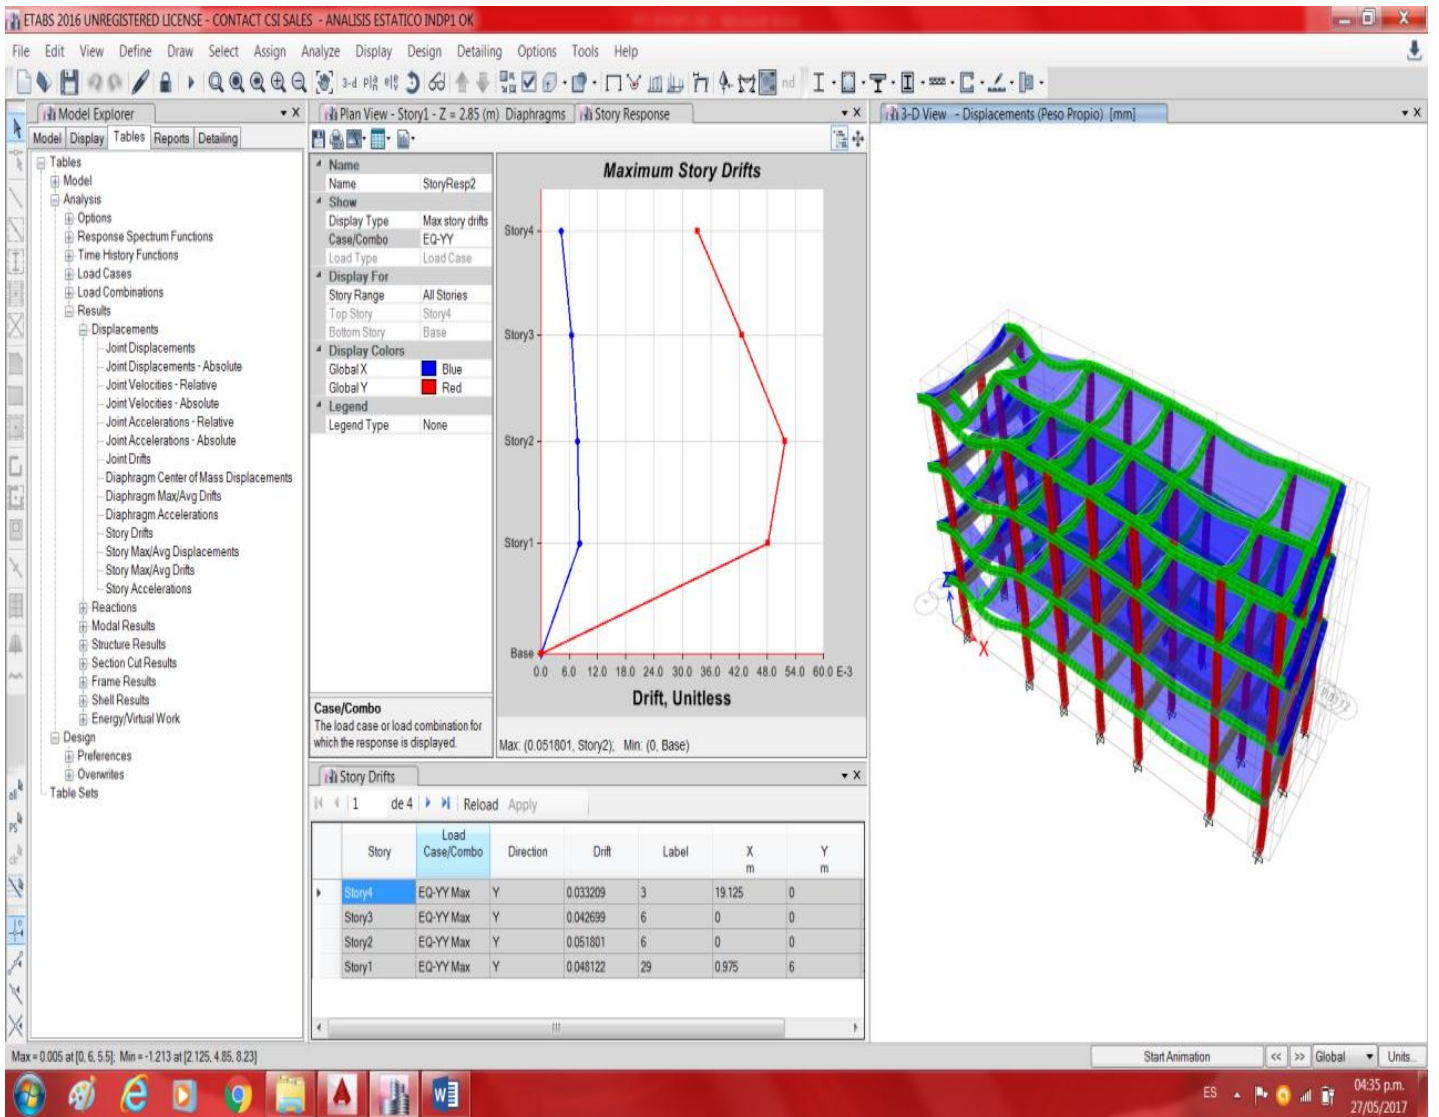 ETABS 2016 UNREGISTERED LICENSE - CONTACT CSI SALES - ANALISIS ESTATICO INDP1 OK
File Edit View Define Draw Select Assign Analyze Display Design Detailing Options Tools Help
3-d
nd
Model Explorer
Model Display Tables Reports Detailing
Tables
Model
Analysis
Options
Response Spectrum Functions
Time History Functions
Load Cases
Load Combinations
Results
Displacements
Joint Displacements
Joint Displacements - Absolute
Joint Velocities - Relative
Joint Velocities - Absolute
Joint Accelerations - Relative
Joint Accelerations - Absolute
Joint Drifts
Diaphragm Center of Mass Displacements
Diaphragm Max/Avg Drifts
Diaphragm Accelerations
Story Drifts
Story Max/Avg Displacements
Story Max/Avg Drifts
Story Accelerations
Reactions
Modal Results
Structure Results
Section Cut Results
Frame Results
Shell Results
Energy/Virtual Work
Design
Preferences
Overwrites
Table Sets
all
PS
clr
Plan View - Story1 - Z = 2.85 (m) Diaphragms
Story Response
Name
Name StoryResp2
Show
Display Type Max story drifts
Case/Combo EQ-YY
Load Type Load Case
Display For
Story Range All Stories
Top Story Story4
Bottom Story Base
Display Colors
Global X Blue
Global Y Red
Legend
Legend Type None
Case/Combo
The load case or load combination for
which the response is displayed.
Maximum Story Drifts
Story4
Story3
Story2
Story1
Base
0.0 6.0 12.0 18.0 24.0 30.0 36.0 42.0 48.0 54.0 60.0 E-3
Drift, Unitless
Max: (0.051801, Story2); Min: (0, Base)
Story Drifts
1 de 4 Reload Apply
Story Load Case/Combo Direction Drift Label X m Y m
Story4 EQ-YY Max Y 0.033209 3 19.125 0
Story3 EQ-YY Max Y 0.042699 6 0 0
Story2 EQ-YY Max Y 0.051801 6 0 0
Story1 EQ-YY Max Y 0.048122 29 0.975 6
3-D View - Displacements (Peso Propio) [mm]
Z
X
Max = 0.005 at [0, 6, 5.5]; Min = -1.213 at [2.125, 4.85, 8.23]
Start Animation << >> Global Units...
ES
04:35 p.m.
27/05/2017